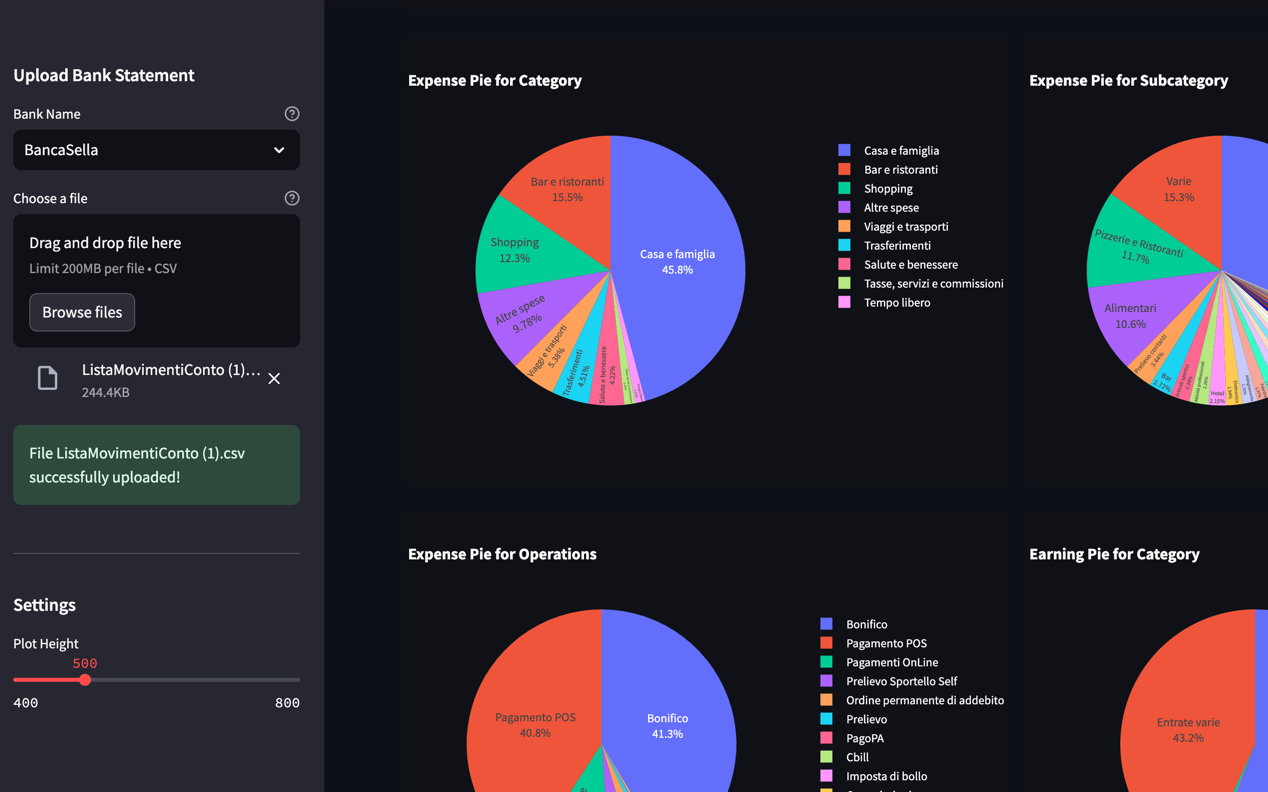 Upload Bank Statement
Bank Name
BancaSella
Choose a file
Drag and drop file here
Limit 200MB per file • CSV
Browse files
ListaMovimentiConto (1)...
244.4KB
File ListaMovimentiConto (1).csv
successfully uploaded!
Settings
Plot Height
500
400
800
Expense Pie for Category
Bar e ristoranti
15.5%
Shopping
12.3%
Altre spese
9.78%
Viaggi e trasporti
5.38%
Trasferimenti
4.51%
Salute e benessere
4.22%
Casa e famiglia
45.8%
Casa e famiglia
Bar e ristoranti
Shopping
Altre spese
Viaggi e trasporti
Trasferimenti
Salute e benessere
Tasse, servizi e commissioni
Tempo libero
Expense Pie for Subcategory
Varie
15.3%
Pizzerie e Ristoranti
11.7%
Alimentari
10.6%
Prelievo contanti
3.44%
Bar
2.72%
Hotel
2.15%
Expense Pie for Operations
Pagamento POS
40.8%
Bonifico
41.3%
Bonifico
Pagamento POS
Pagamenti OnLine
Prelievo Sportello Self
Ordine permanente di addebito
Prelievo
PagoPA
Cbill
Imposta di bollo
Earning Pie for Category
Entrate varie
43.2%